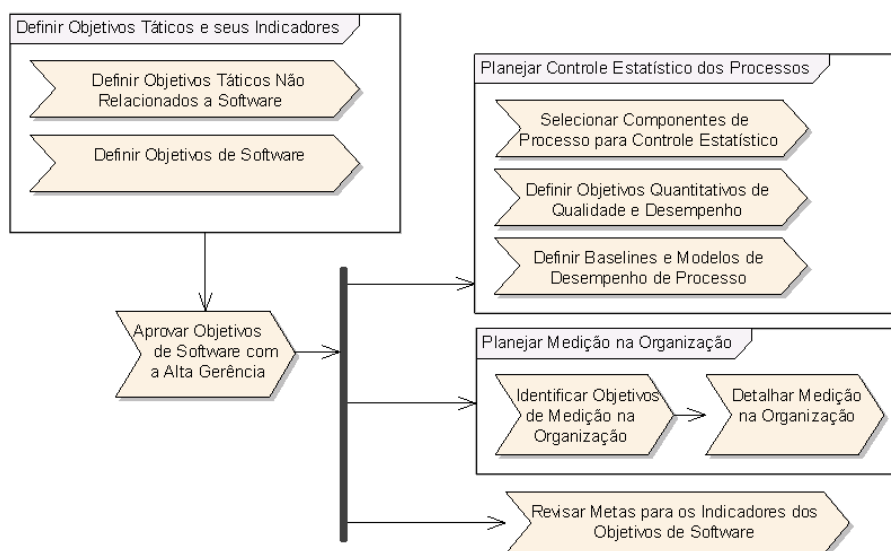 Definir Objetivos Táticos e seus Indicadores
Definir Objetivos Táticos Não
Relacionados a Software
Definir Objetivos de Software
Aprovar Objetivos
de Software com
a Alta Gerência
Planejar Controle Estatístico dos Processos
Selecionar Componentes de
Processo para Controle Estatístico
Definir Objetivos Quantitativos de
Qualidade e Desempenho
Definir Baselines e Modelos de
Desempenho de Processo
Planejar Medição na Organização
Identificar Objetivos
de Medição na
Organização
Detalhar Medição
na Organização
Revisar Metas para os Indicadores dos
Objetivos de Software